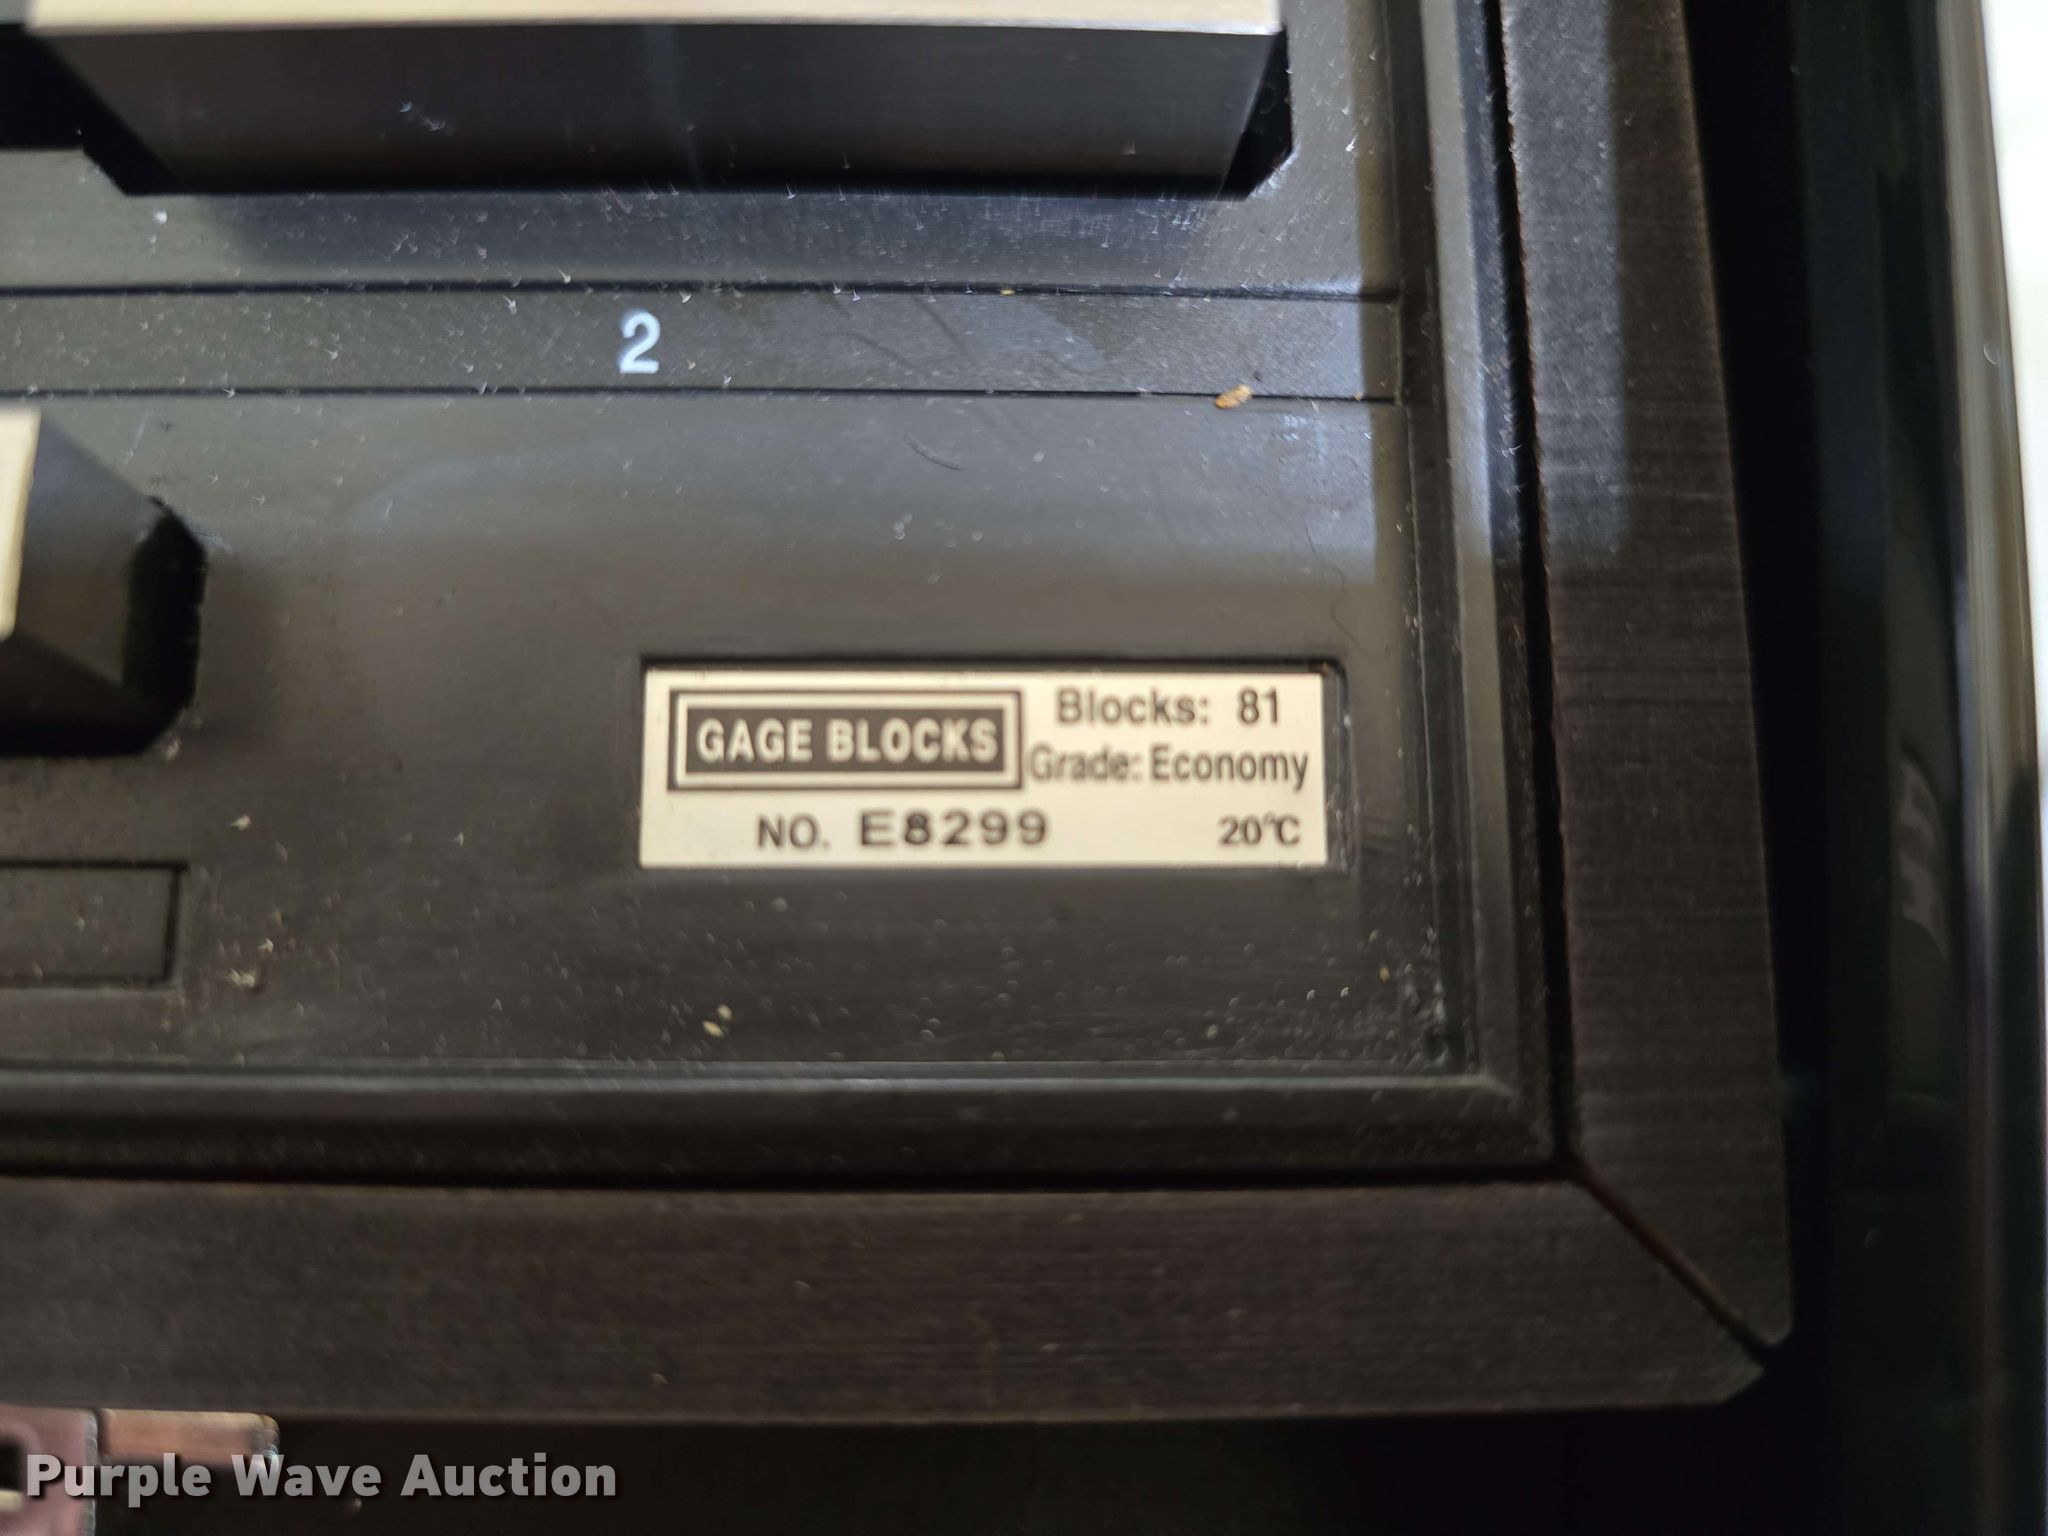 2
GAGE BLOCKS
Blocks: 81
Grade: Economy
NO. E8299
20°C
Purple Wave Auction